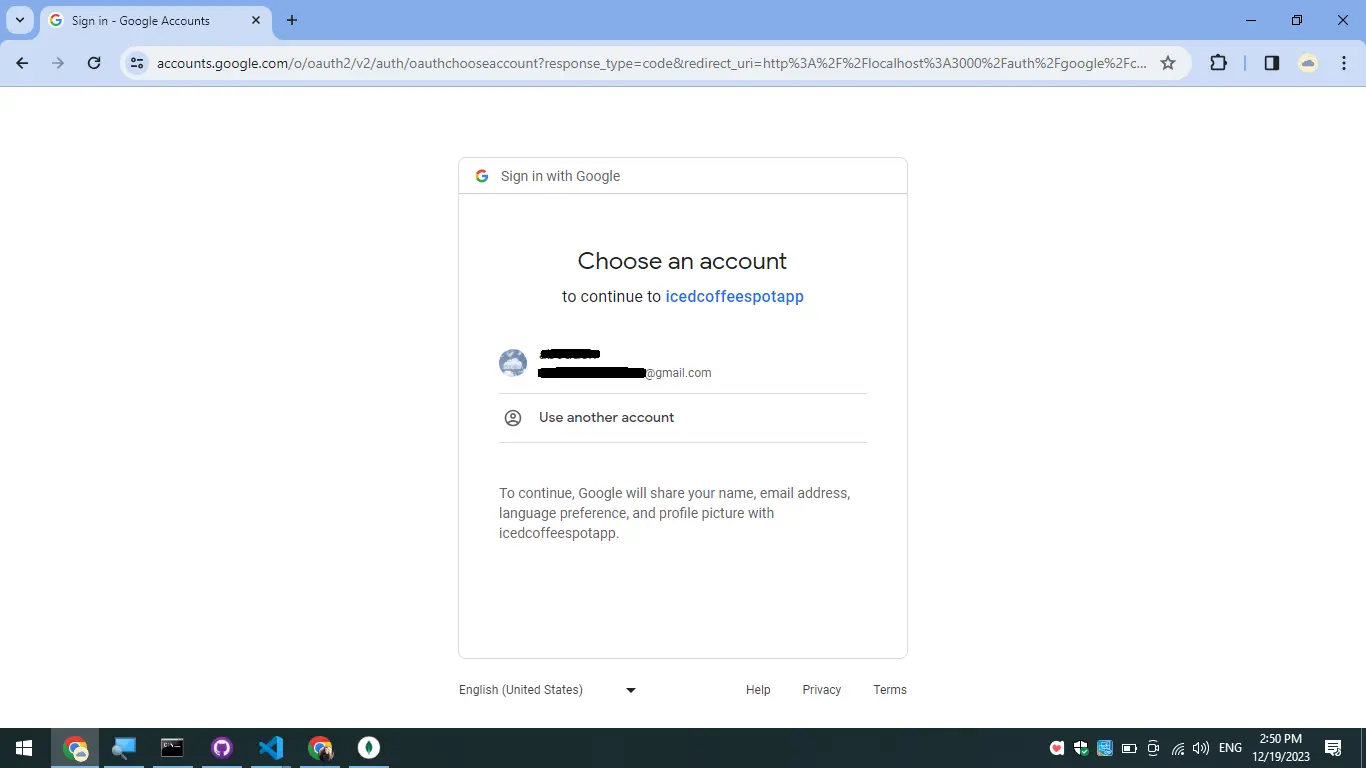 Sign in - Google Accounts
accounts.google.com/o/oauth2/v2/auth/oauthchooseaccount?response_type=code&redirect_uri=http%3A%2F%2Flocalhost%3A3000%2Fauth%2Fgoogle%2Fc...
Sign in with Google
Choose an account
to continue to icedcoffeespotapp
@gmail.com
Use another account
To continue, Google will share your name, email address,
language preference, and profile picture with
icedcoffeespotapp.
English (United States)
Help
Privacy
Terms
ENG
2:50 PM
12/19/2023